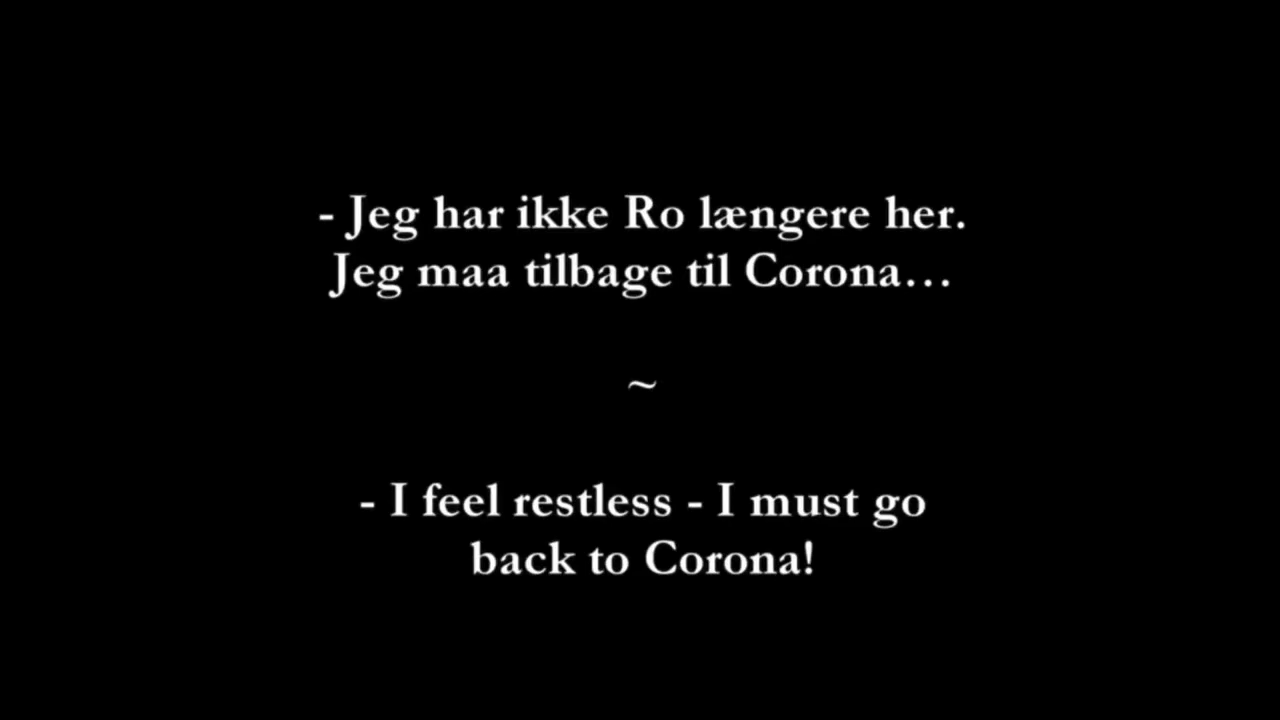 - Jeg har ikke Ro længere her.
Jeg maa tilbage til Corona...
~
- I feel restless - I must go
back to Corona!